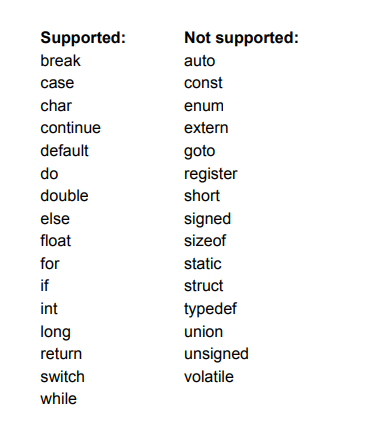 Supported: Not supported:
break auto
case const
char enum
continue extern
default goto
do register
double short
else signed
float sizeof
for static
if struct
int typedef
long union
return unsigned
switch volatile
while